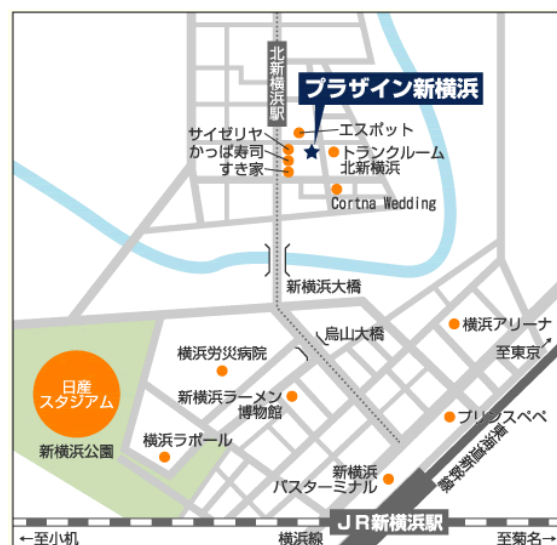 北新横浜駅
プラザイン新横浜
エスポット
サイゼリヤ
かっぱ寿司
すき家
トランクルーム
北新横浜
Cortna Wedding
新横浜大橋
烏山大橋
横浜アリーナ
至東京
横浜労災病院
日産
スタジアム
新横浜ラーメン
博物館
プリンスペペ
新横浜公園
横浜ラポール
東海道新幹線
新横浜
バスターミナル
JR新横浜駅
←至小机
横浜線
至菊名→